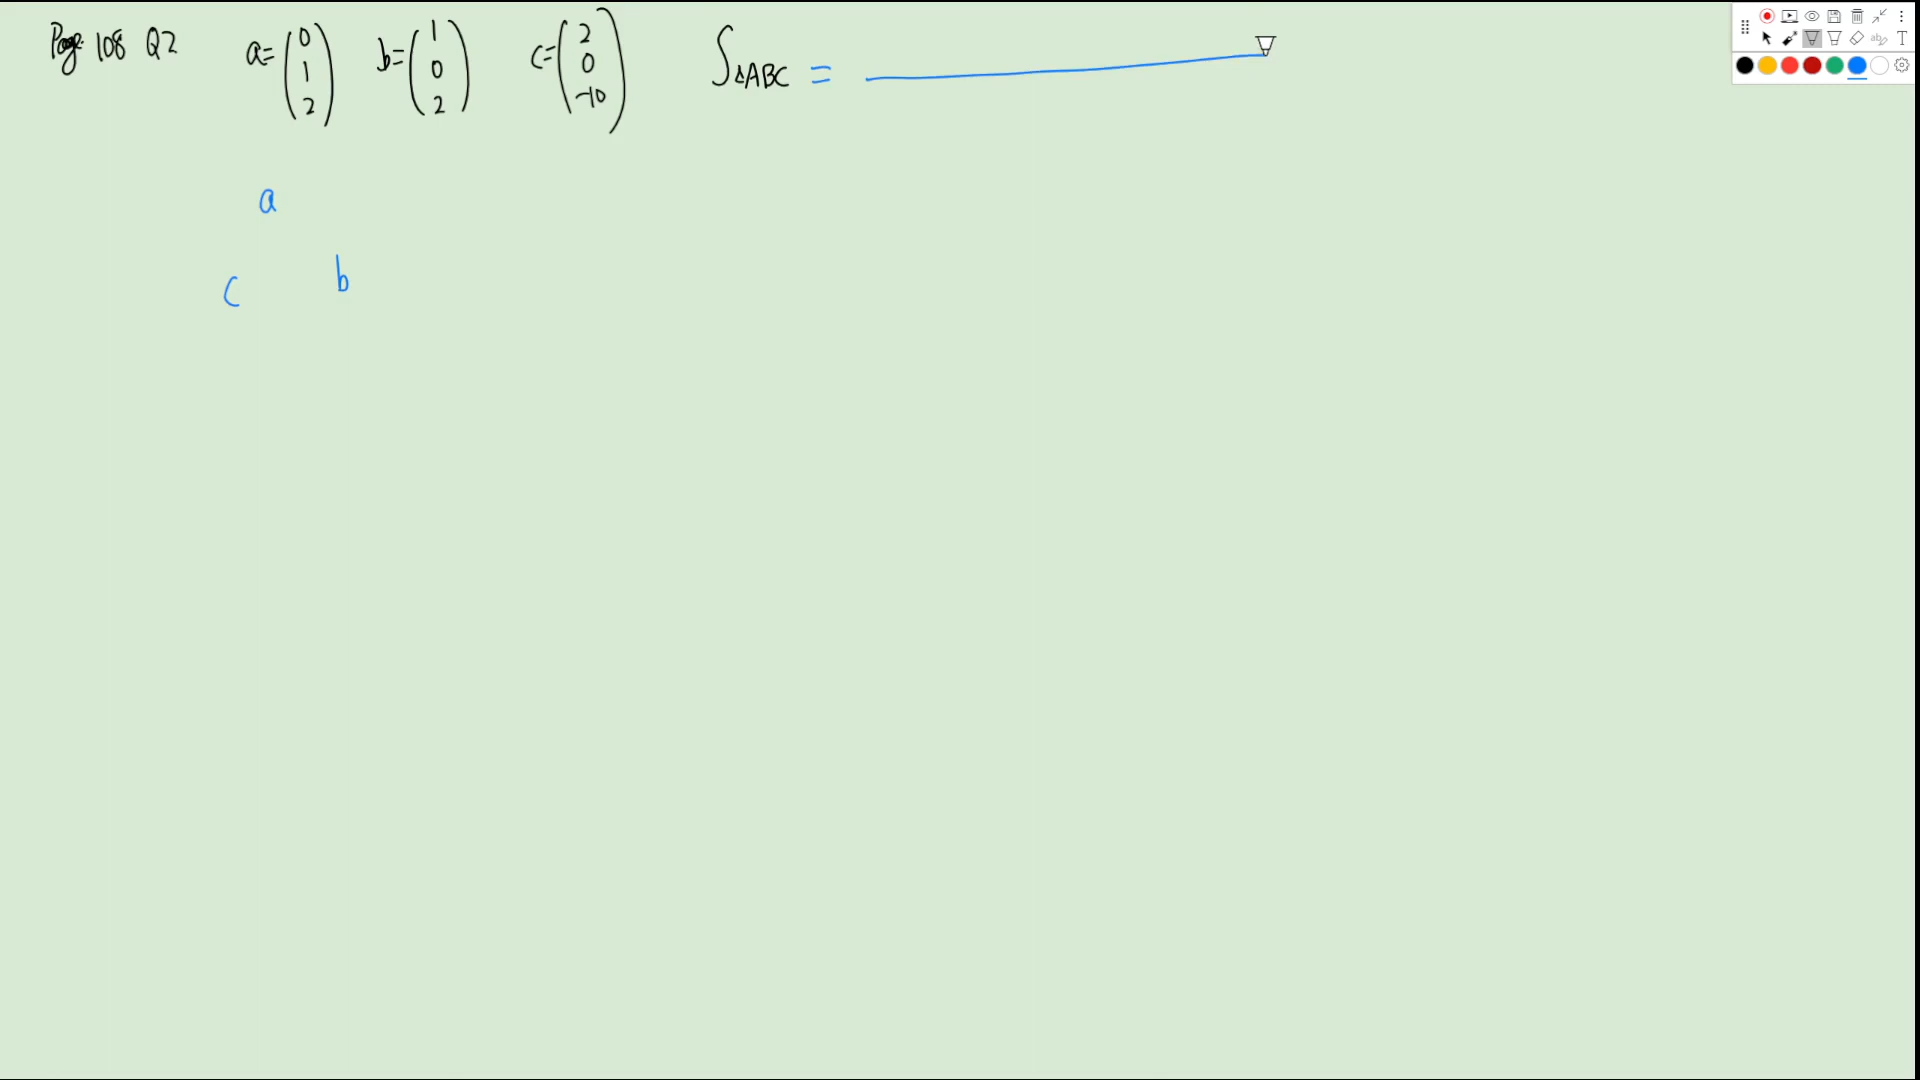 Page 108 Q2 a=(0 1 2) b=(1 0 2) c=(2 0 -10) S△ABC =
a
c b